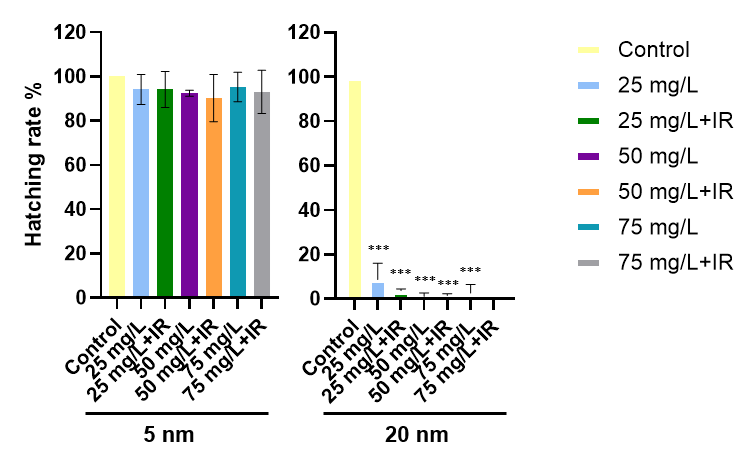 Hatching rate %
120
100
80
60
40
20
0
Control
25 mg/L
25 mg/L+IR
50 mg/L
50 mg/L+IR
75 mg/L
75 mg/L+IR
5 nm
120
100
80
60
40
20
0
***
***
***
***
***
Control
25 mg/L
25 mg/L+IR
50 mg/L
50 mg/L+IR
75 mg/L
75 mg/L+IR
20 nm
Control
25 mg/L
25 mg/L+IR
50 mg/L
50 mg/L+IR
75 mg/L
75 mg/L+IR